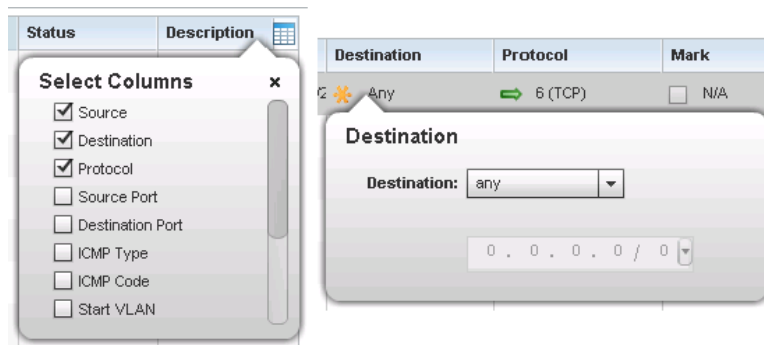 Status Description
Select Columns x
Source
Destination
Protocol
Source Port
Destination Port
ICMP Type
ICMP Code
Start VLAN
Destination Protocol Mark
Any 6 (TCP) N/A
Destination
Destination: any
0 . 0 . 0 . 0 / 0